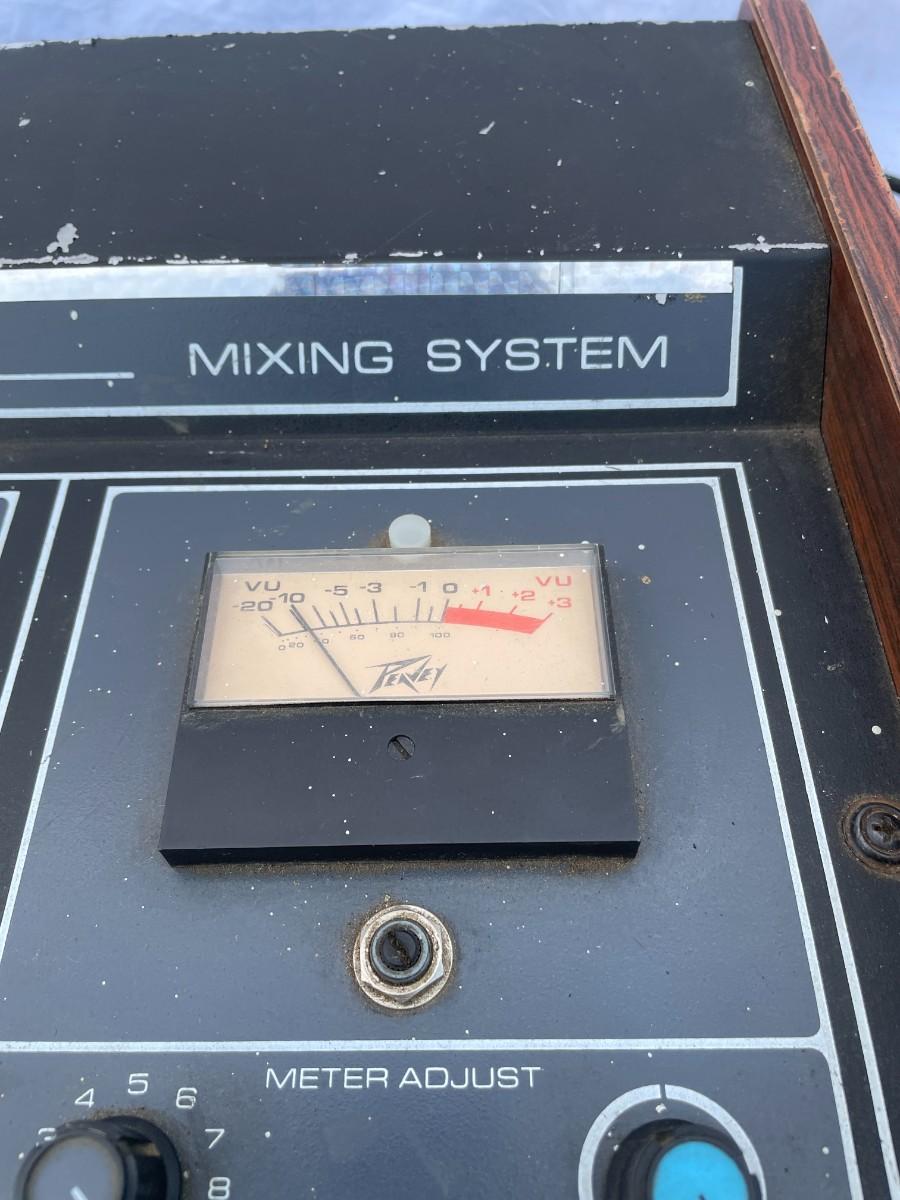 MIXING SYSTEM
VU VU
-20 -10 -5 -3 -1 0 +1 +2 +3
0 20 60 80 100
PEAVEY
METER ADJUST
4 5 6
7
8